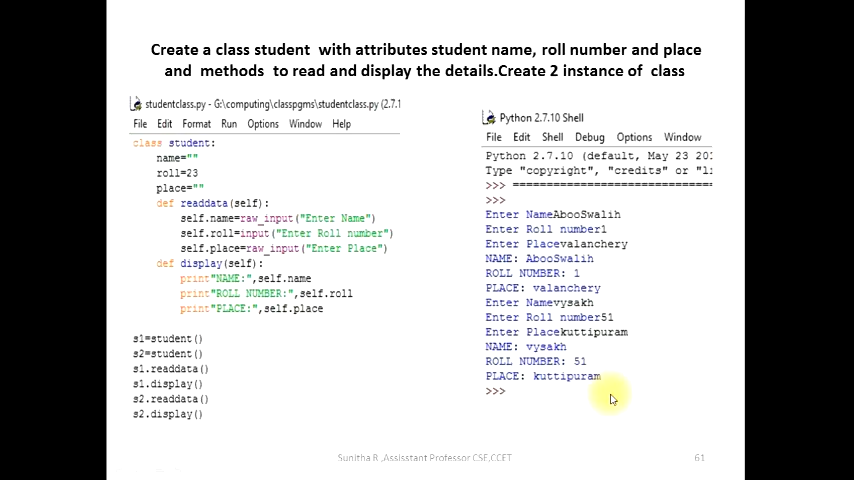 Create a class student with attributes student name, roll number and place
and methods to read and display the details.Create 2 instance of class
studentclass.py - G:\computing\classpgms\studentclass.py (2.7.1
File Edit Format Run Options Window Help
class student:
name=""
roll=23
place=""
def readdata(self):
self.name=raw_input("Enter Name")
self.roll=input("Enter Roll number")
self.place=raw_input("Enter Place")
def display(self):
print"NAME:",self.name
print"ROLL NUMBER:",self.roll
print"PLACE:",self.place
s1=student()
s2=student()
s1.readdata()
s1.display()
s2.readdata()
s2.display()
Python 2.7.10 Shell
File Edit Shell Debug Options Window
Python 2.7.10 (default, May 23 201
Type "copyright", "credits" or "l
>>> ==============================
>>>
Enter NameAbooSwalih
Enter Roll number1
Enter Placevalanchery
NAME: AbooSwalih
ROLL NUMBER: 1
PLACE: valanchery
Enter Namevysakh
Enter Roll number51
Enter Placekuttipuram
NAME: vysakh
ROLL NUMBER: 51
PLACE: kuttipuram
>>>
Sunitha R ,Assisstant Professor CSE,CCET
61